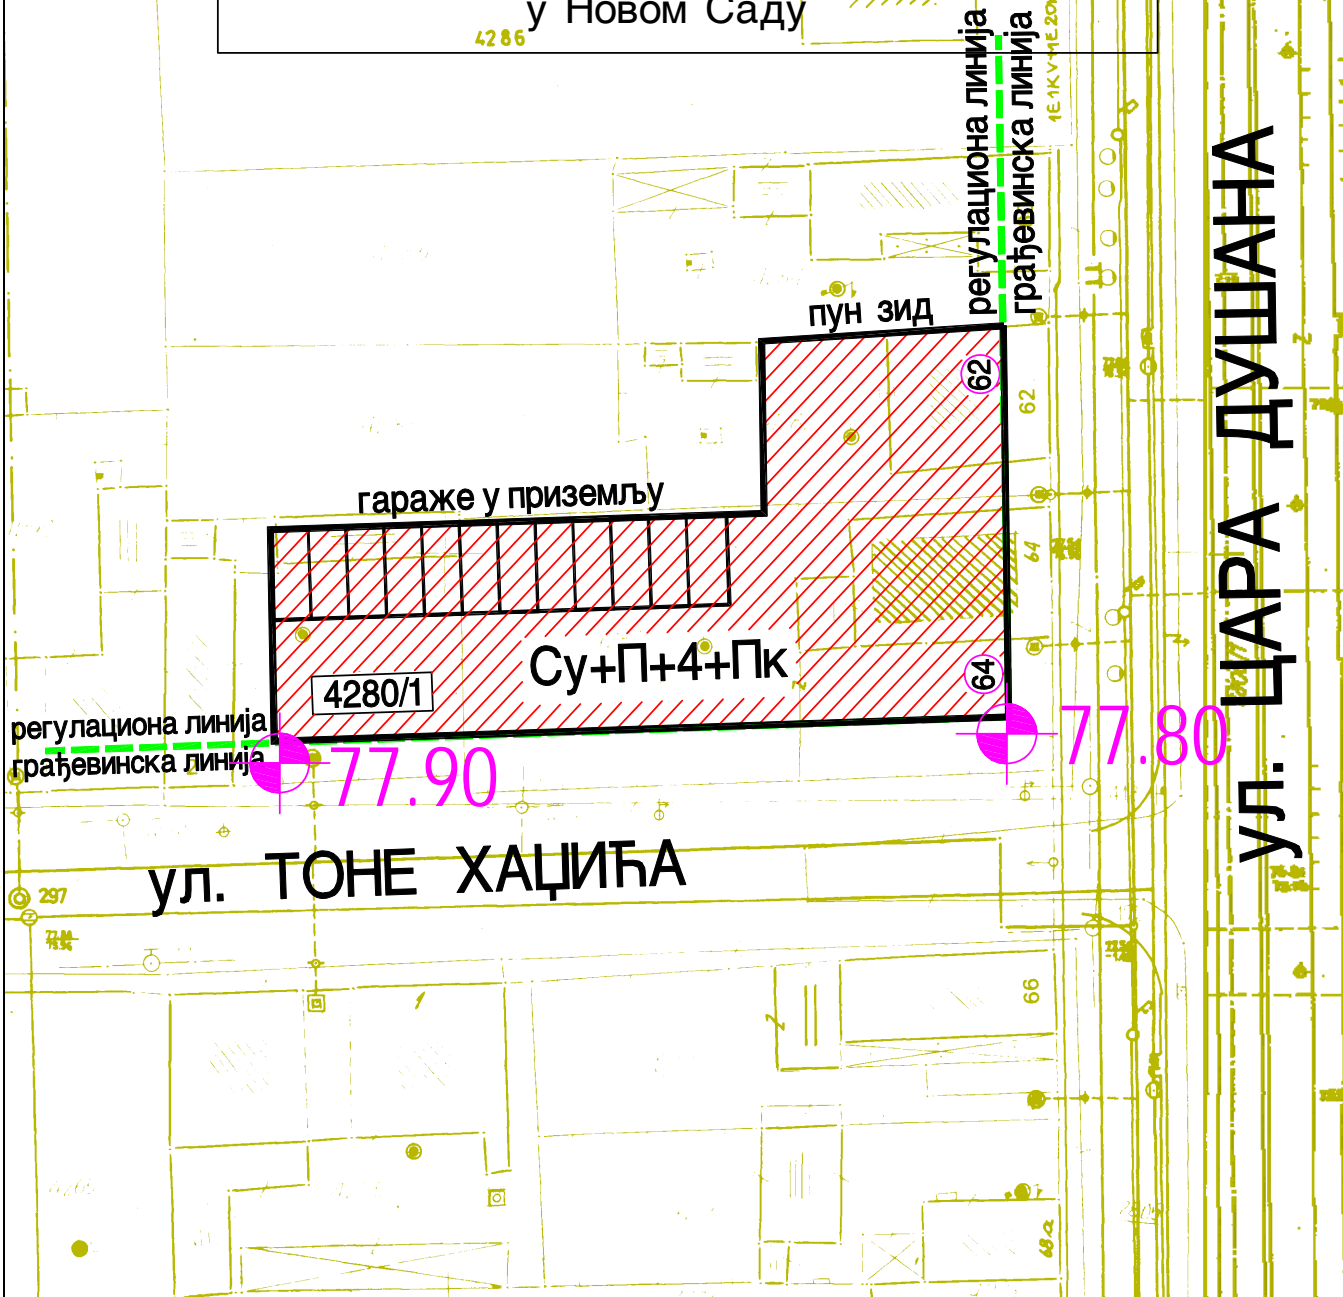 у Новом Саду
4286
регулациона линија
грађевинска линија
пун зид
62
62
гараже у приземљу
64
Су+П+4+Пк
64
4280/1
регулациона линија
грађевинска линија
77.90
77.80
ул. ЦАРА ДУШАНА
ул. ТОНЕ ХАЏИЋА
297
66
68a